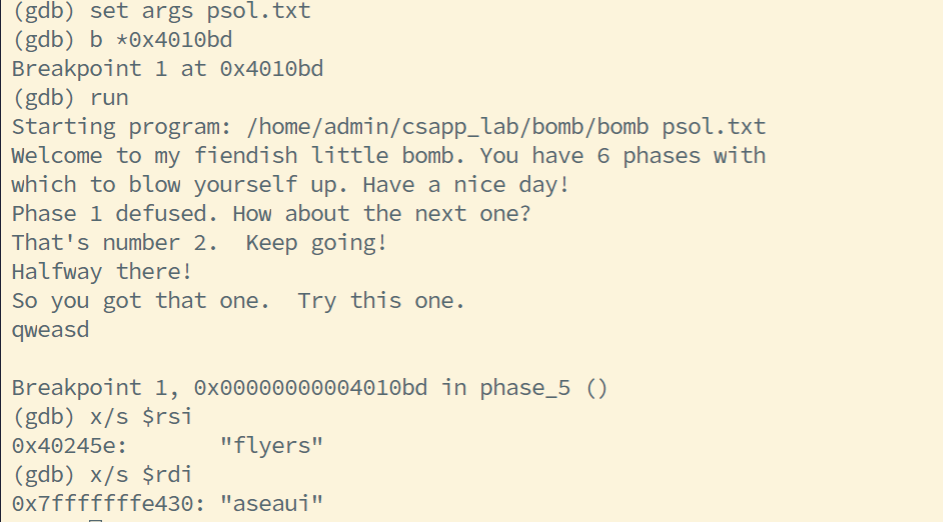 (gdb) set args psol.txt
(gdb) b *0x4010bd
Breakpoint 1 at 0x4010bd
(gdb) run
Starting program: /home/admin/csapp_lab/bomb/bomb psol.txt
Welcome to my fiendish little bomb. You have 6 phases with
which to blow yourself up. Have a nice day!
Phase 1 defused. How about the next one?
That's number 2.  Keep going!
Halfway there!
So you got that one.  Try this one.
qweasd
Breakpoint 1, 0x00000000004010bd in phase_5 ()
(gdb) x/s $rsi
0x40245e:       "flyers"
(gdb) x/s $rdi
0x7fffffffe430: "aseaui"